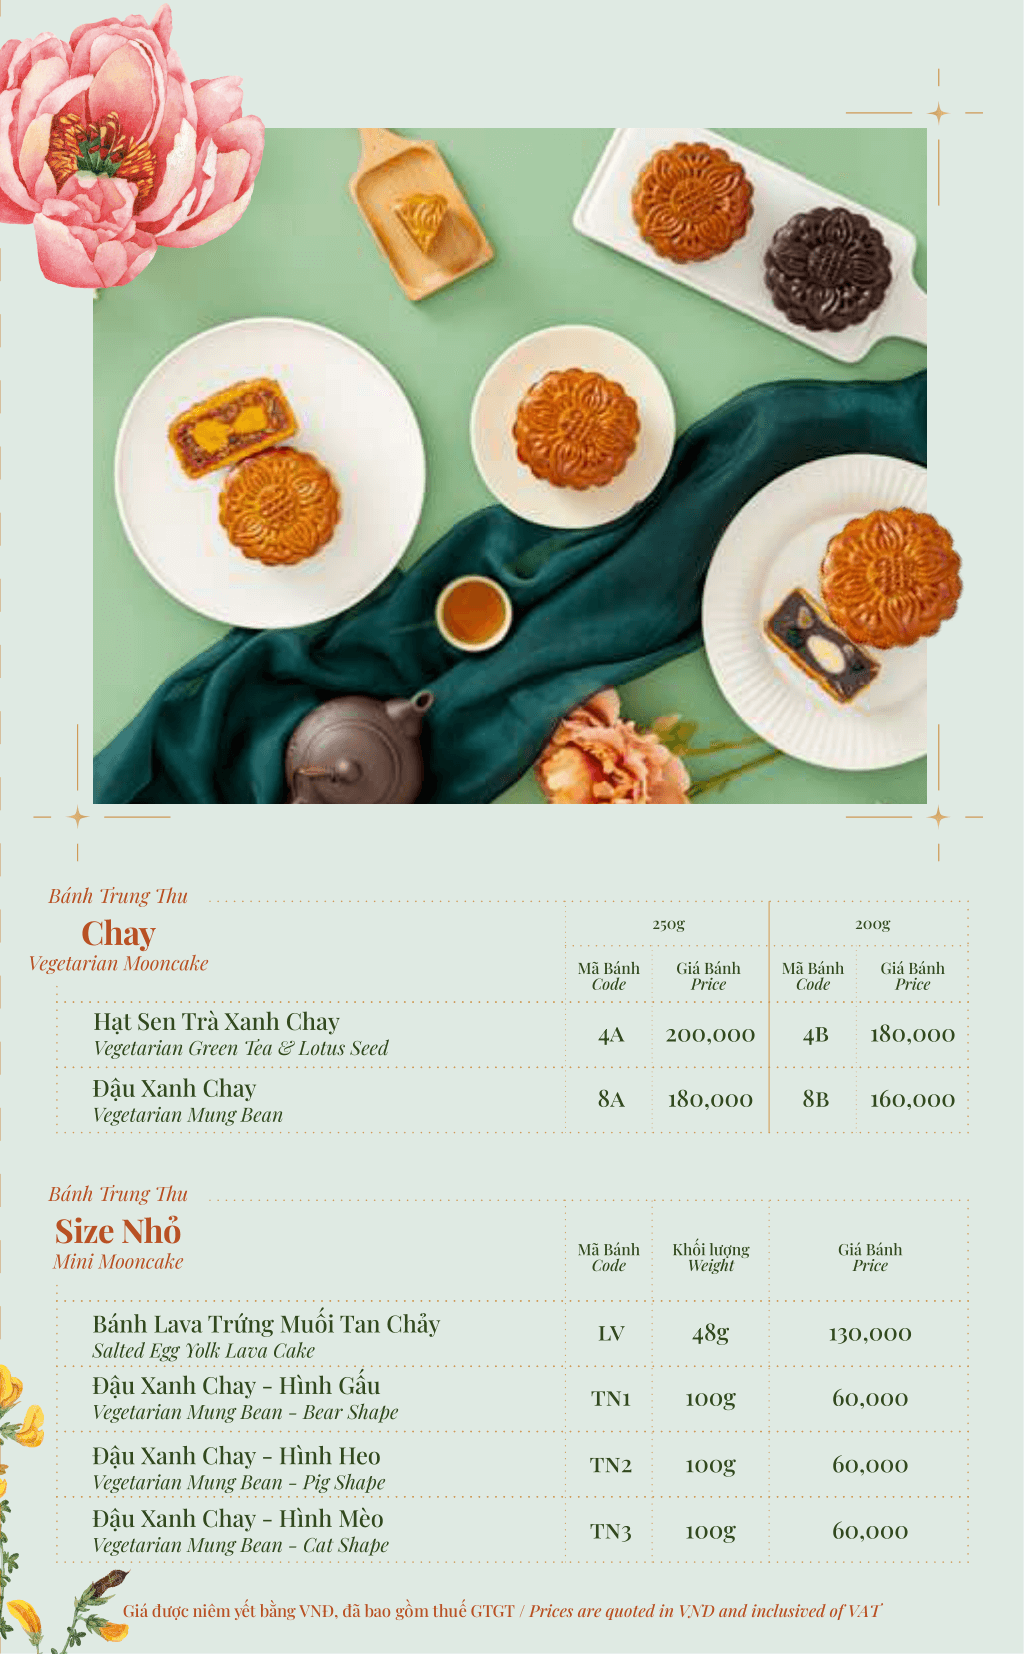 Bánh Trung Thu
Chay
Vegetarian Mooncake
250g 200g
Mã Bánh Giá Bánh Mã Bánh Giá Bánh
Code Price Code Price
Hạt Sen Trà Xanh Chay
Vegetarian Green Tea & Lotus Seed
4A 200,000 4B 180,000
Đậu Xanh Chay
Vegetarian Mung Bean
8A 180,000 8B 160,000
Bánh Trung Thu
Size Nhỏ
Mini Mooncake
Mã Bánh Khối lượng Giá Bánh
Code Weight Price
Bánh Lava Trứng Muối Tan Chảy
Salted Egg Yolk Lava Cake
LV 48g 130,000
Đậu Xanh Chay - Hình Gấu
Vegetarian Mung Bean - Bear Shape
TN1 100g 60,000
Đậu Xanh Chay - Hình Heo
Vegetarian Mung Bean - Pig Shape
TN2 100g 60,000
Đậu Xanh Chay - Hình Mèo
Vegetarian Mung Bean - Cat Shape
TN3 100g 60,000
Giá được niêm yết bằng VNĐ, đã bao gồm thuế GTGT / Prices are quoted in VND and inclusived of VAT